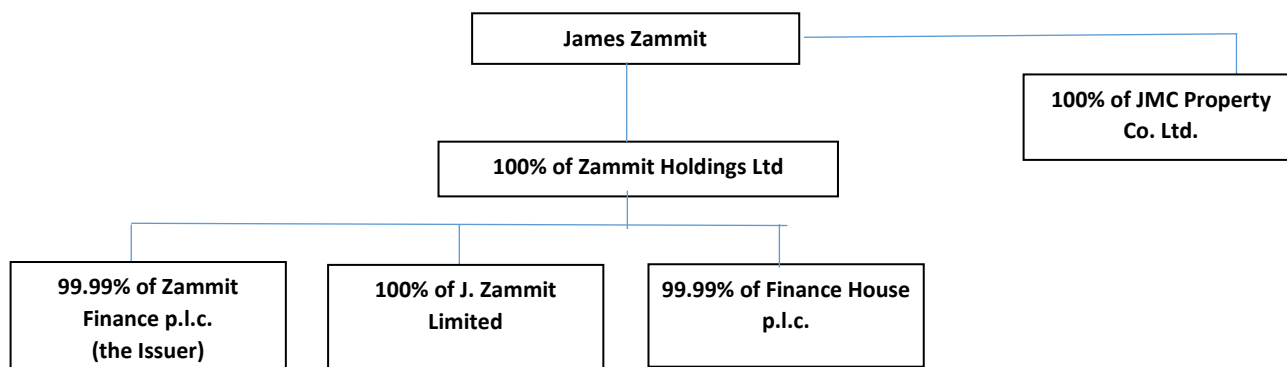 James Zammit
100% of JMC Property
Co. Ltd.
100% of Zammit Holdings Ltd
99.99% of Zammit
Finance p.l.c.
(the Issuer)
100% of J. Zammit
Limited
99.99% of Finance House
p.l.c.